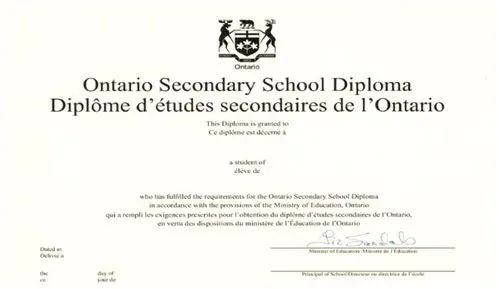 Ontario
Ontario Secondary School Diploma
Diplôme d'études secondaires de l'Ontario
This Diploma is granted to
Ce diplôme est décerné à
a student of
élève de
who has fulfilled the requirements for the Ontario Secondary School Diploma
in accordance with the provisions of the Ministry of Education, Ontario
qui a rempli les exigences prescrites pour l'obtention du diplôme d'études secondaires de l'Ontario,
en vertu des dispositions du ministère de l'Éducation de l'Ontario
Liz Sandals
Dated at
Délivré à
Minister of Education/Ministre de l'Éducation
the day of
ce jour de
Principal of School/Directeur ou directrice de l'école